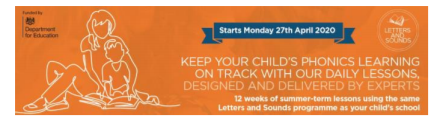 Funded by
Department
for Education
Starts Monday 27th April 2020
LETTERS
AND
SOUNDS
KEEP YOUR CHILD'S PHONICS LEARNING
ON TRACK WITH OUR DAILY LESSONS,
DESIGNED AND DELIVERED BY EXPERTS
12 weeks of summer-term lessons using the same
Letters and Sounds programme as your child's school